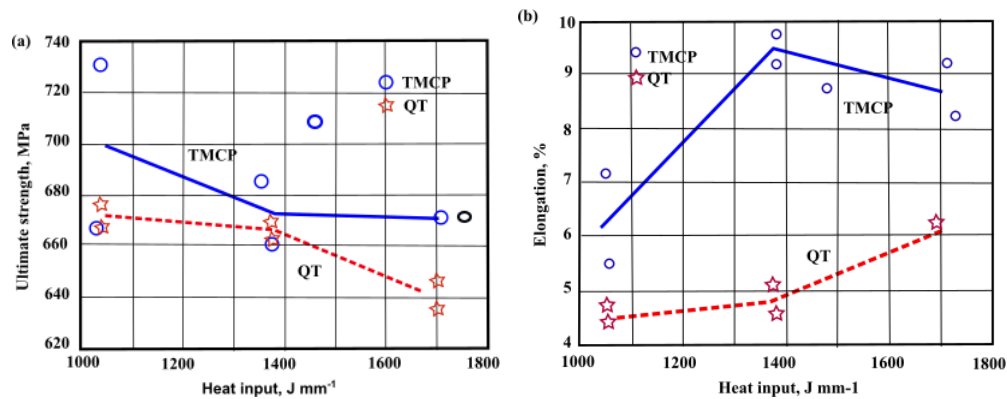 (a)
740
720
700
680
660
640
620
Ultimate strength, MPa
TMCP
QT
TMCP
QT
1000 1200 1400 1600 1800
Heat input, J mm-1
(b)
10
9
8
7
6
5
4
Elongation, %
TMCP
QT
TMCP
QT
1000 1200 1400 1600 1800
Heat input, J mm-1